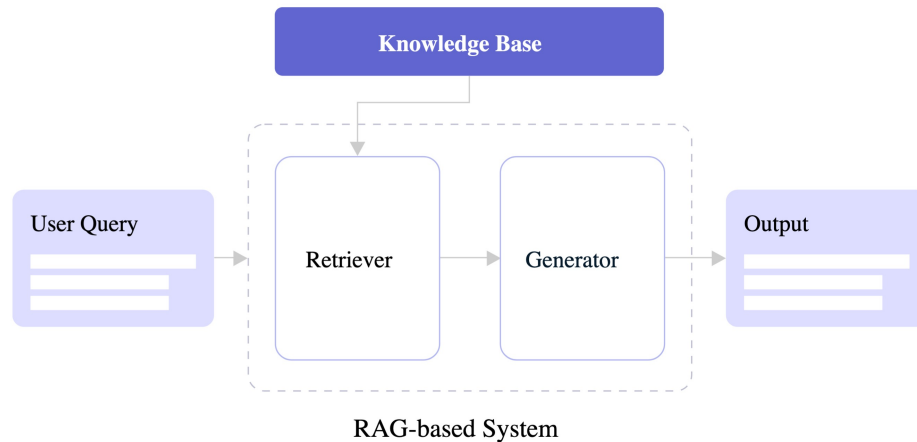 Knowledge Base
User Query
Retriever
Generator
Output
RAG-based System